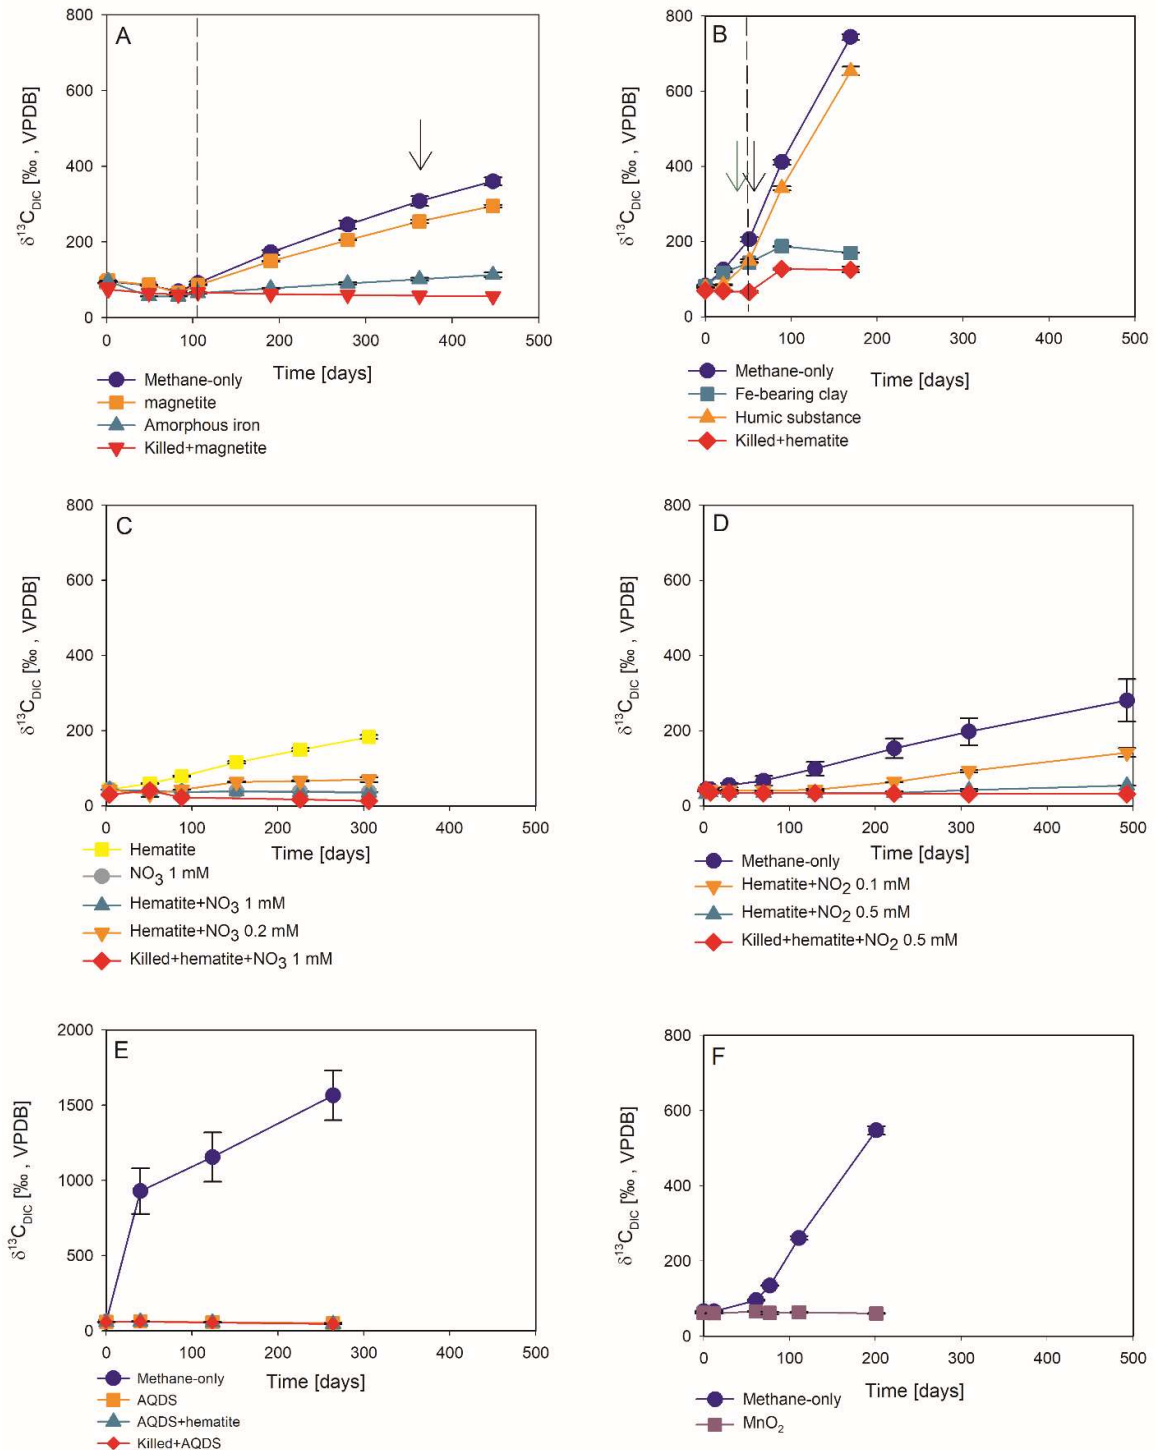 A
800
600
400
200
0
δ¹³C_DIC [‰ , VPDB]
0 100 200 300 400 500
Time [days]
Methane-only
magnetite
Amorphous iron
Killed+magnetite
B
800
600
400
200
0
δ¹³C_DIC [‰ , VPDB]
0 100 200 300 400 500
Time [days]
Methane-only
Fe-bearing clay
Humic substance
Killed+hematite
C
800
600
400
200
0
δ¹³C_DIC [‰ , VPDB]
0 100 200 300 400 500
Time [days]
Hematite
NO₃ 1 mM
Hematite+NO₃ 1 mM
Hematite+NO₃ 0.2 mM
Killed+hematite+NO₃ 1 mM
D
800
600
400
200
0
δ¹³C_DIC [‰ , VPDB]
0 100 200 300 400 500
Time [days]
Methane-only
Hematite+NO₂ 0.1 mM
Hematite+NO₂ 0.5 mM
Killed+hematite+NO₂ 0.5 mM
E
2000
1500
1000
500
0
δ¹³C_DIC [‰ , VPDB]
0 100 200 300 400 500
Time [days]
Methane-only
AQDS
AQDS+hematite
Killed+AQDS
F
800
600
400
200
0
δ¹³C_DIC [‰ , VPDB]
0 100 200 300 400 500
Time [days]
Methane-only
MnO₂